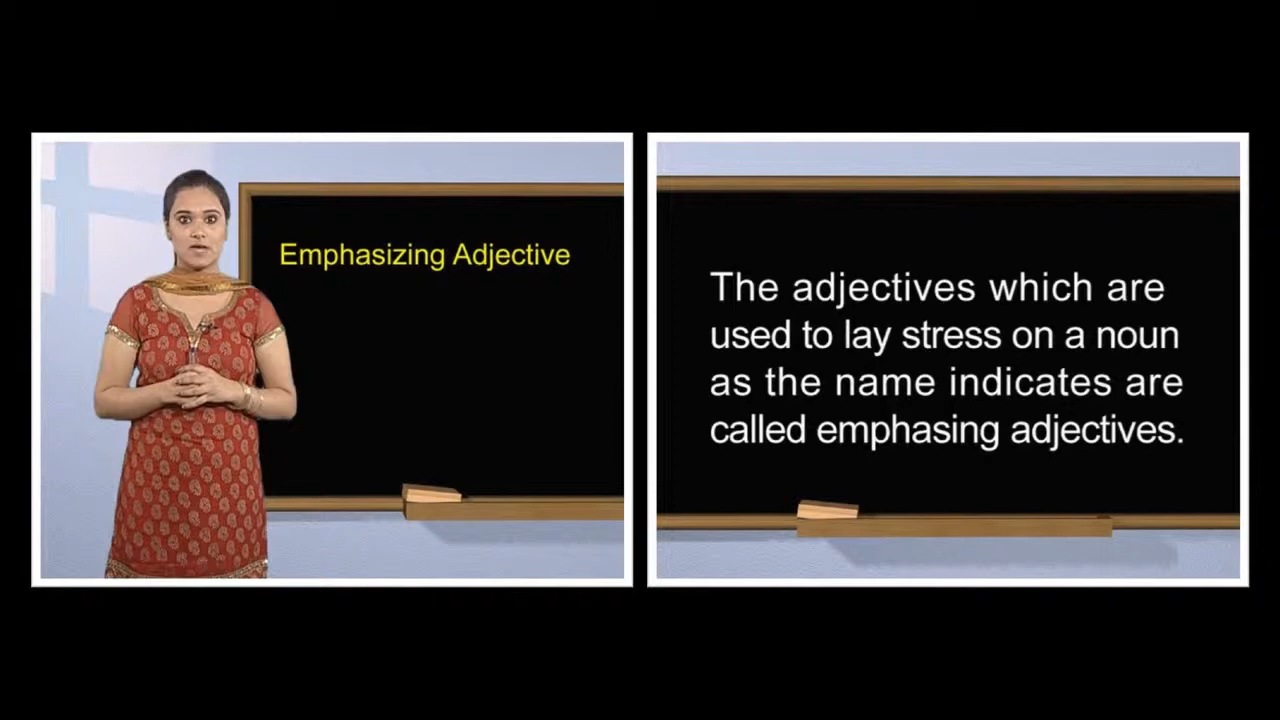 Emphasizing Adjective
The adjectives which are
used to lay stress on a noun
as the name indicates are
called emphasing adjectives.